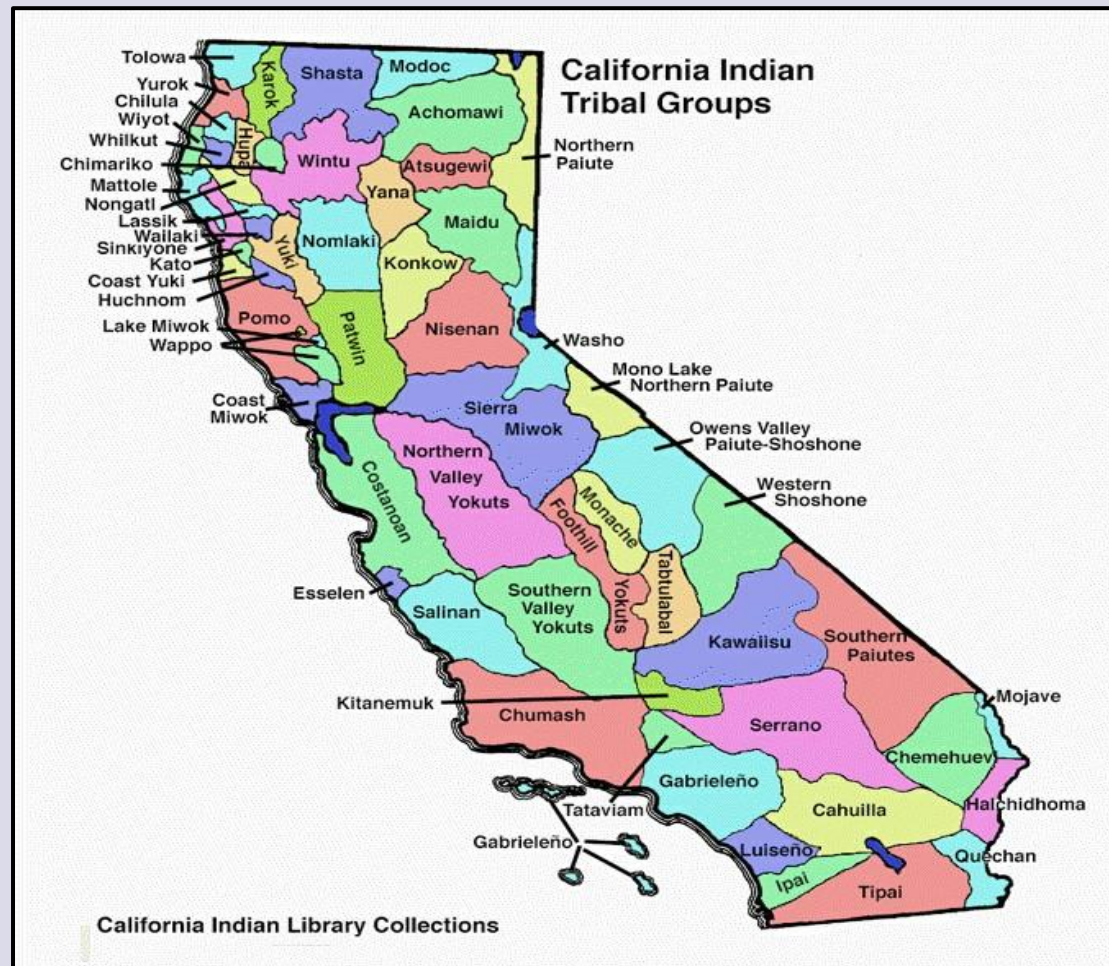 California Indian
Tribal Groups
Tolowa
Yurok
Chilula
Wiyot
Whilkut
Chimariko
Mattole
Nongatl
Lassik
Wailaki
Sinkiyone
Kato
Coast Yuki
Huchnom
Lake Miwok
Wappo
Coast
Miwok
Karok
Shasta
Modoc
Achomawi
Northern
Paiute
Hupa
Wintu
Atsugewi
Yana
Maidu
Yuki
Nomlaki
Konkow
Pomo
Patwin
Nisenan
Washo
Mono Lake
Northern Paiute
Sierra
Miwok
Owens Valley
Paiute-Shoshone
Northern
Valley
Yokuts
Costanoan
Western
Shoshone
Foothill
Yokuts
Monache
Tabtulabal
Esselen
Salinan
Southern
Valley
Yokuts
Kawaiisu
Southern
Paiutes
Kitanemuk
Chumash
Serrano
Mojave
Chemehuev
Tataviam
Gabrieleño
Cahuilla
Halchidhoma
Gabrieleño
Luiseño
Quechan
Ipai
Tipai
California Indian Library Collections